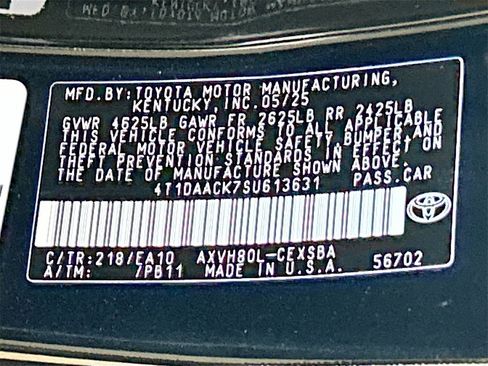 MFD.BY:TOYOTA MOTOR MANUFACTURING,
KENTUCKY,INC.05/25
GVWR 4625LB GAWR FR 2625LB RR 2425LB
THIS VEHICLE CONFORMS TO ALL APPLICABLE
FEDERAL MOTOR VEHICLE SAFETY,BUMPER,AND
THEFT PREVENTION STANDARDS IN EFFECT ON
THE DATE OF MANUFACTURE SHOWN ABOVE.
4T1DAACK7SU613631 PASS.CAR
C/TR:218/EA10 AXVH80L-CEXSBA
A/TM: /PB11 MADE IN U.S.A. 56702